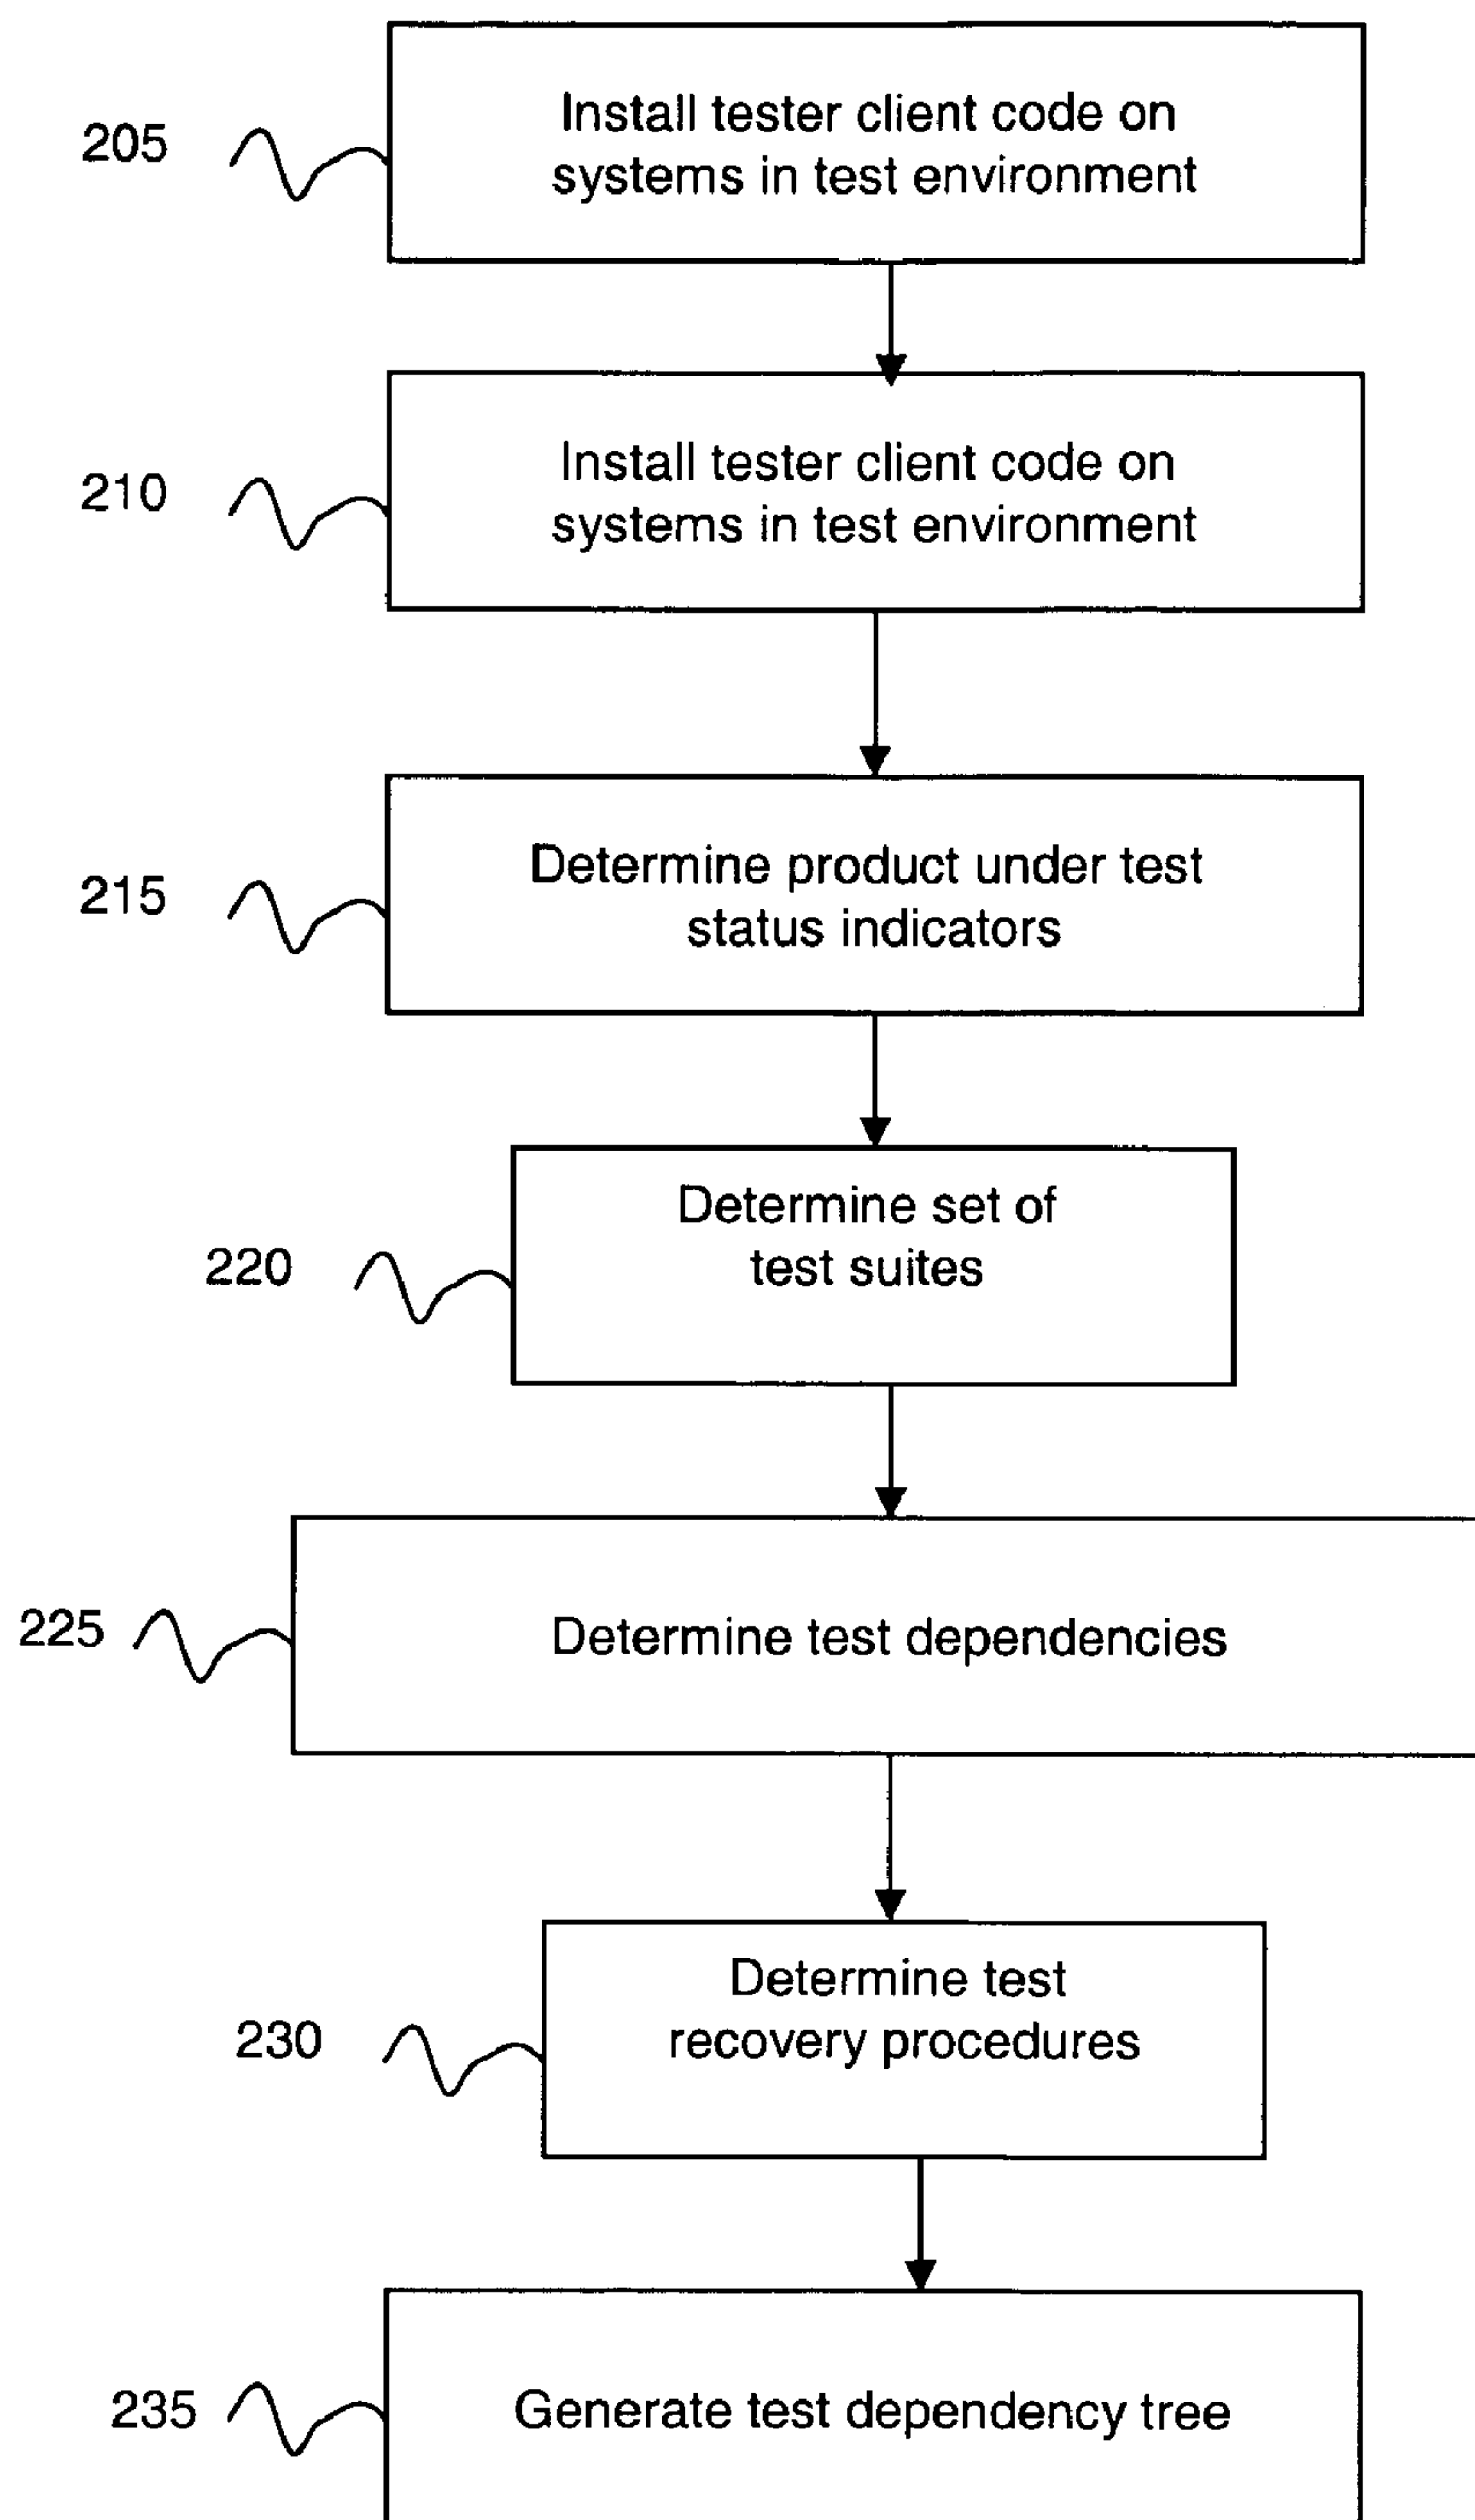 205
Install tester client code on
systems in test environment
210
Install tester client code on
systems in test environment
215
Determine product under test
status indicators
220
Determine set of
test suites
225
Determine test dependencies
230
Determine test
recovery procedures
235
Generate test dependency tree